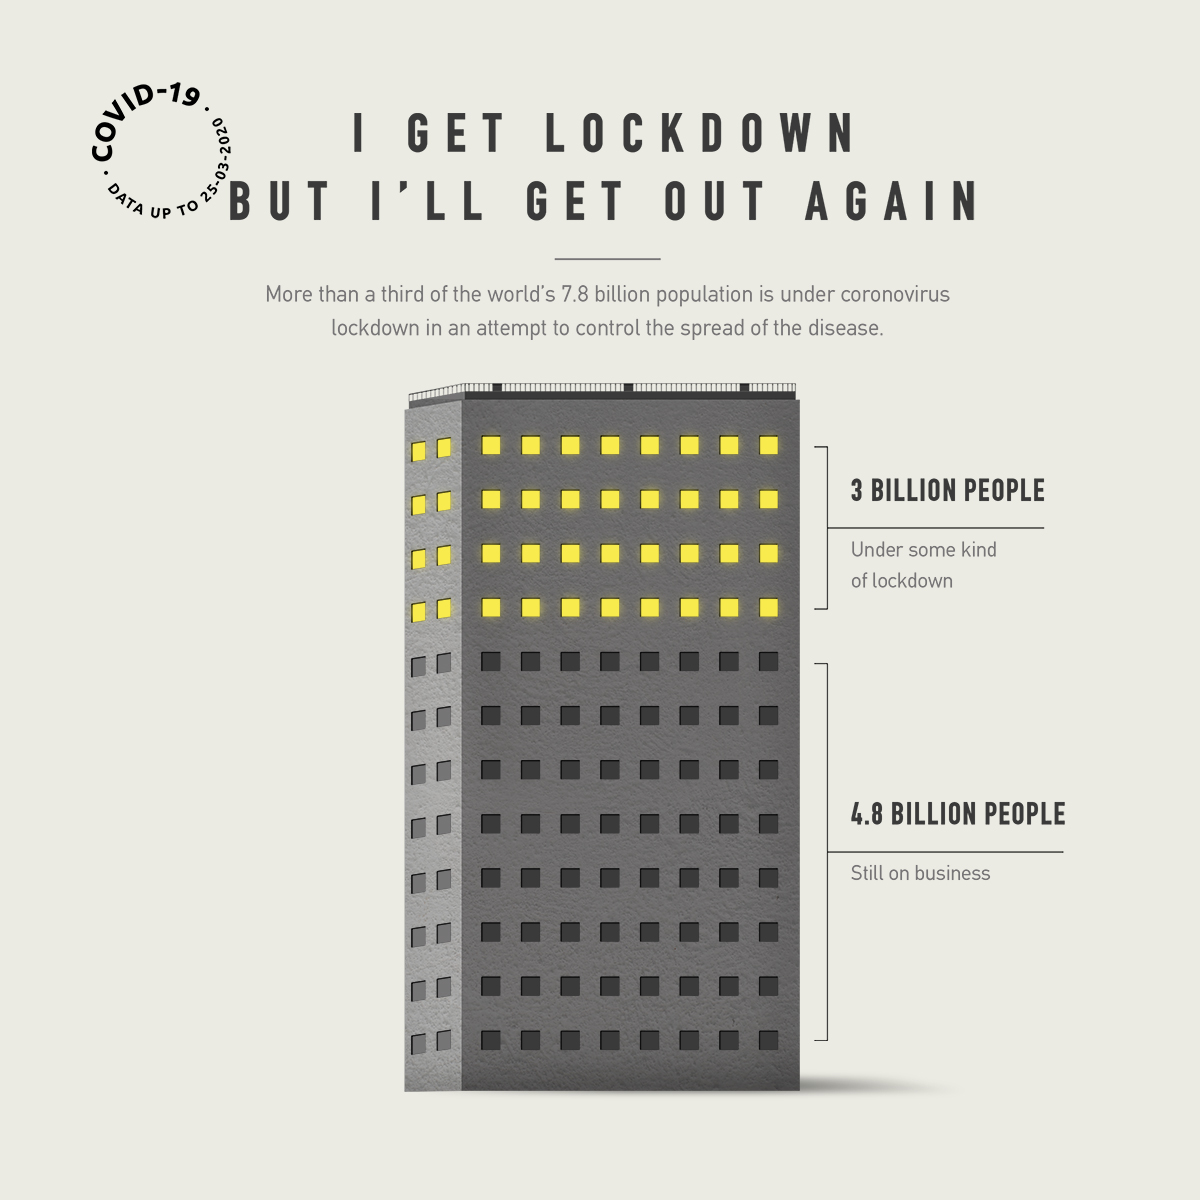 COVID-19 · DATA UP TO 25-03-2020 ·
I GET LOCKDOWN
BUT I'LL GET OUT AGAIN
More than a third of the world's 7.8 billion population is under coronovirus
lockdown in an attempt to control the spread of the disease.
3 BILLION PEOPLE
Under some kind
of lockdown
4.8 BILLION PEOPLE
Still on business